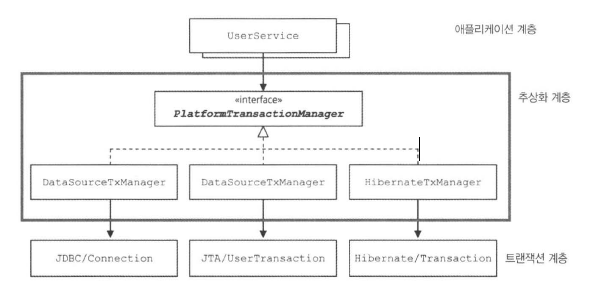 UserService
애플리케이션 계층
«interface»
PlatformTransactionManager
추상화 계층
DataSourceTxManager
DataSourceTxManager
HibernateTxManager
JDBC/Connection
JTA/UserTransaction
Hibernate/Transaction
트랜잭션 계층